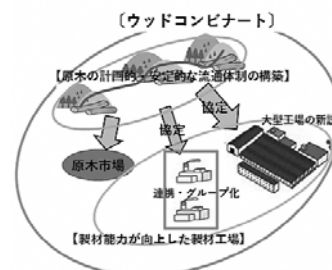 〔ウッドコンビナート〕
【原木の計画的・安定的な流通体制の構築】
協定
協定
大型工場の新設
原木市場
連携・グループ化
【製材能力が向上した製材工場】